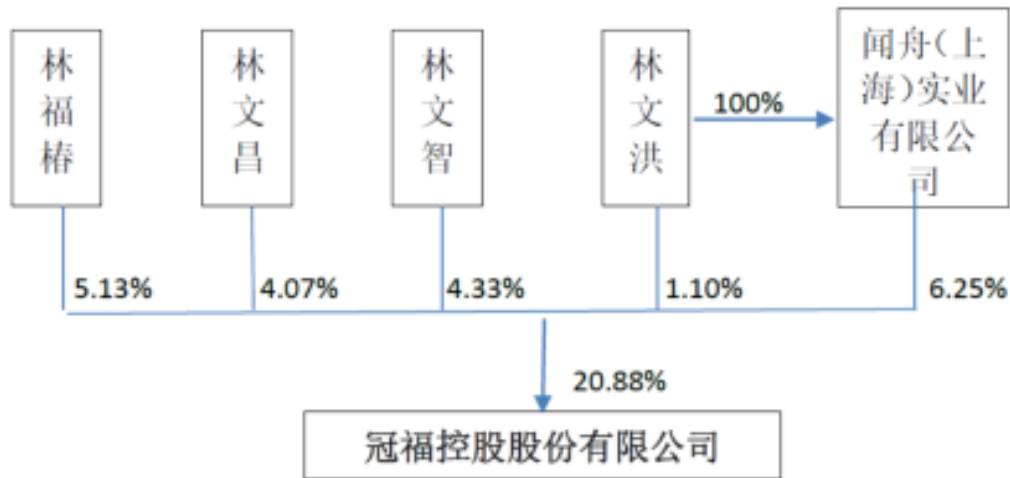 林福椿
林文昌
林文智
林文洪
闻舟（上
海）实业
有限公
司
100%
5.13%
4.07%
4.33%
1.10%
6.25%
20.88%
冠福控股股份有限公司